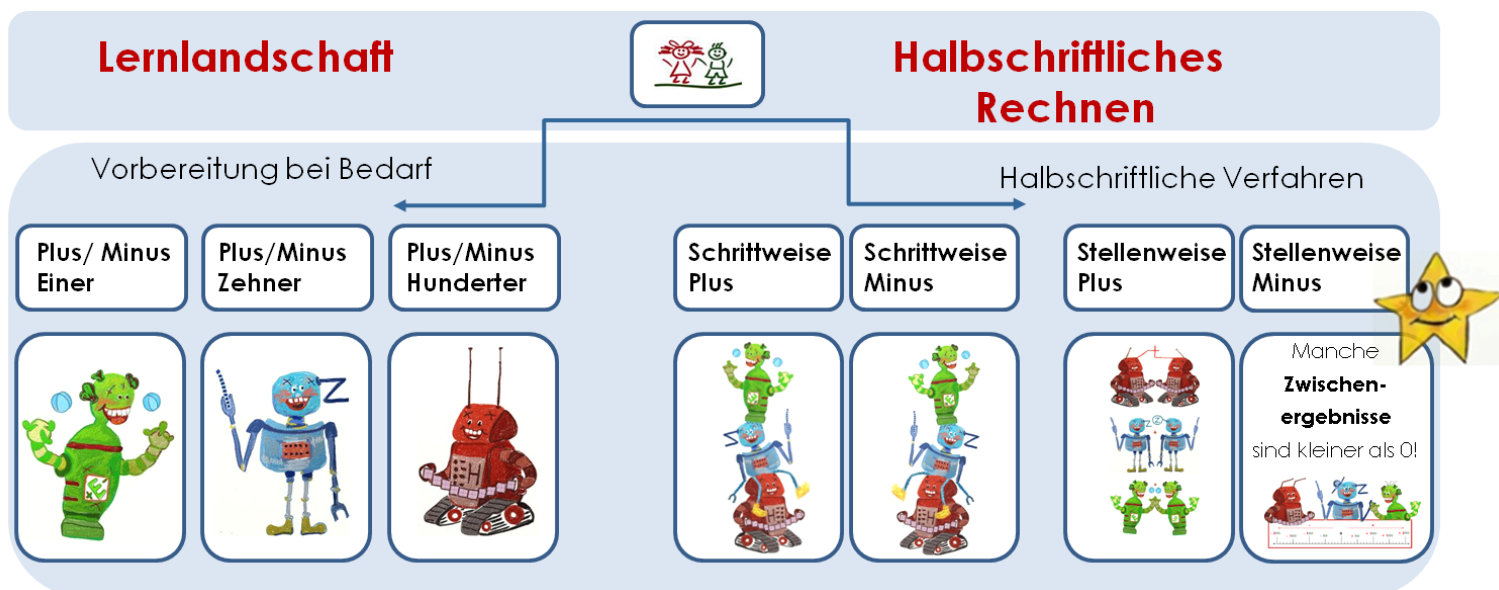 Lernlandschaft
Halbschriftliches
Rechnen
Vorbereitung bei Bedarf
Halbschriftliche Verfahren
Plus/ Minus
Einer
Plus/Minus
Zehner
Plus/Minus
Hunderter
Schrittweise
Plus
Schrittweise
Minus
Stellenweise
Plus
Stellenweise
Minus
E
Z
H
Manche
Zwischen-
ergebnisse
sind kleiner als 0!